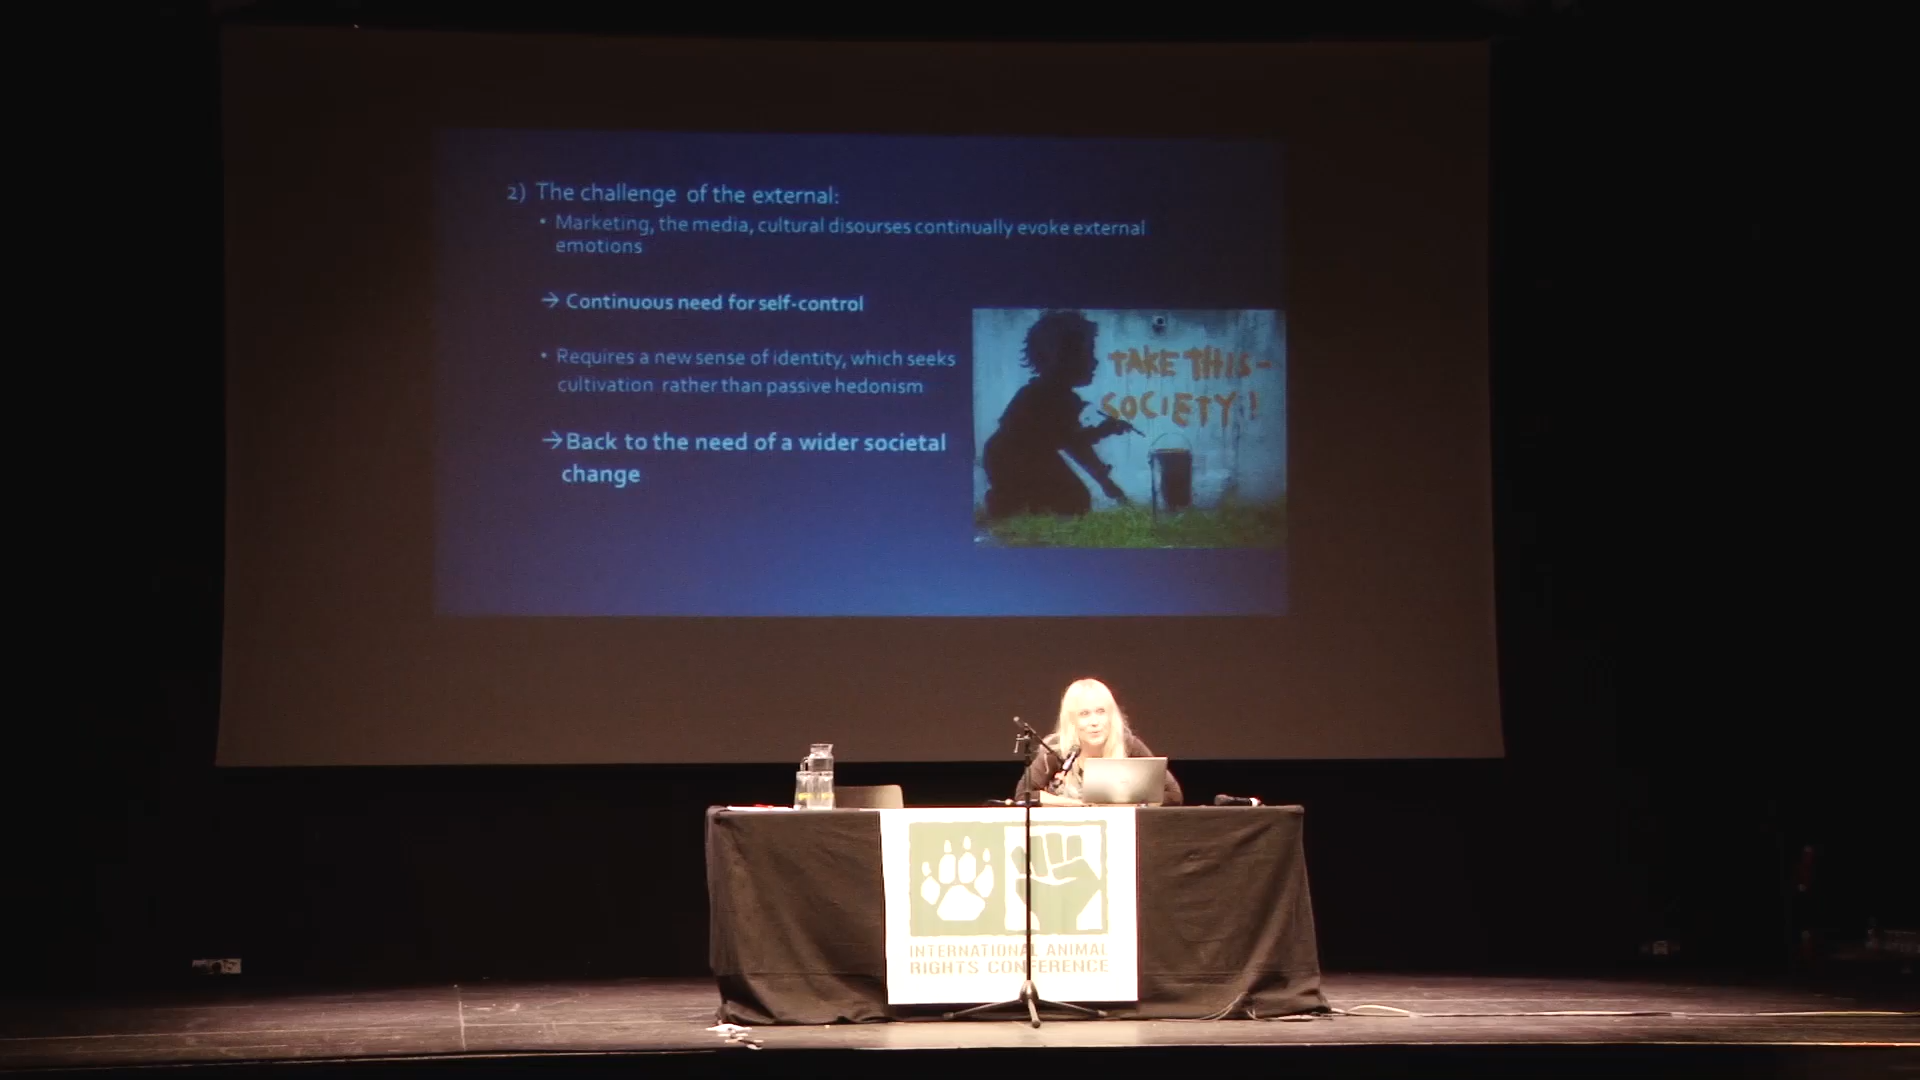 2) The challenge of the external:
• Marketing, the media, cultural disourses continually evoke external
emotions
→ Continuous need for self-control
• Requires a new sense of identity, which seeks
cultivation rather than passive hedonism
→ Back to the need of a wider societal
change
TAKE THIS-
SOCIETY!
INTERNATIONAL ANIMAL
RIGHTS CONFERENCE